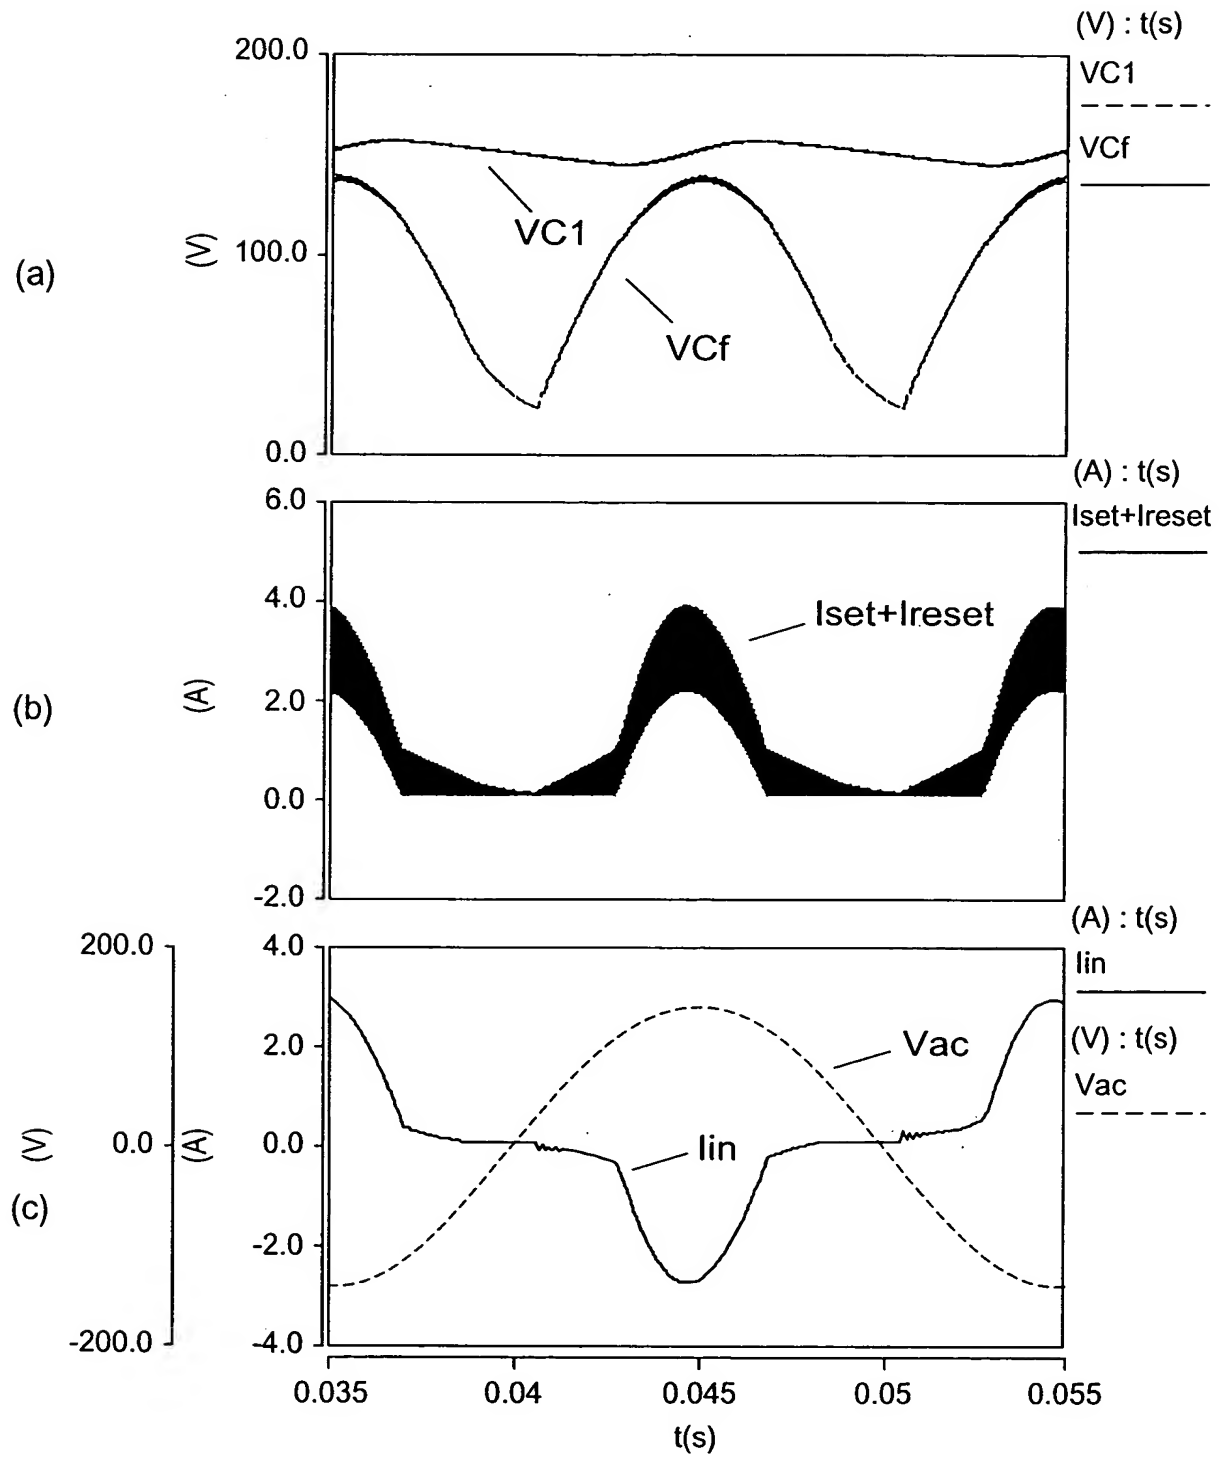 (V) : t(s)
VC1
VCf
200.0
100.0
0.0
(V)
(a)
VC1
VCf
(A) : t(s)
Iset+Ireset
6.0
4.0
2.0
0.0
-2.0
(A)
(b)
Iset+Ireset
(A) : t(s)
Iin
(V) : t(s)
Vac
200.0
0.0
-200.0
(V)
4.0
2.0
0.0
-2.0
-4.0
(A)
(c)
Vac
Iin
0.035
0.04
0.045
0.05
0.055
t(s)